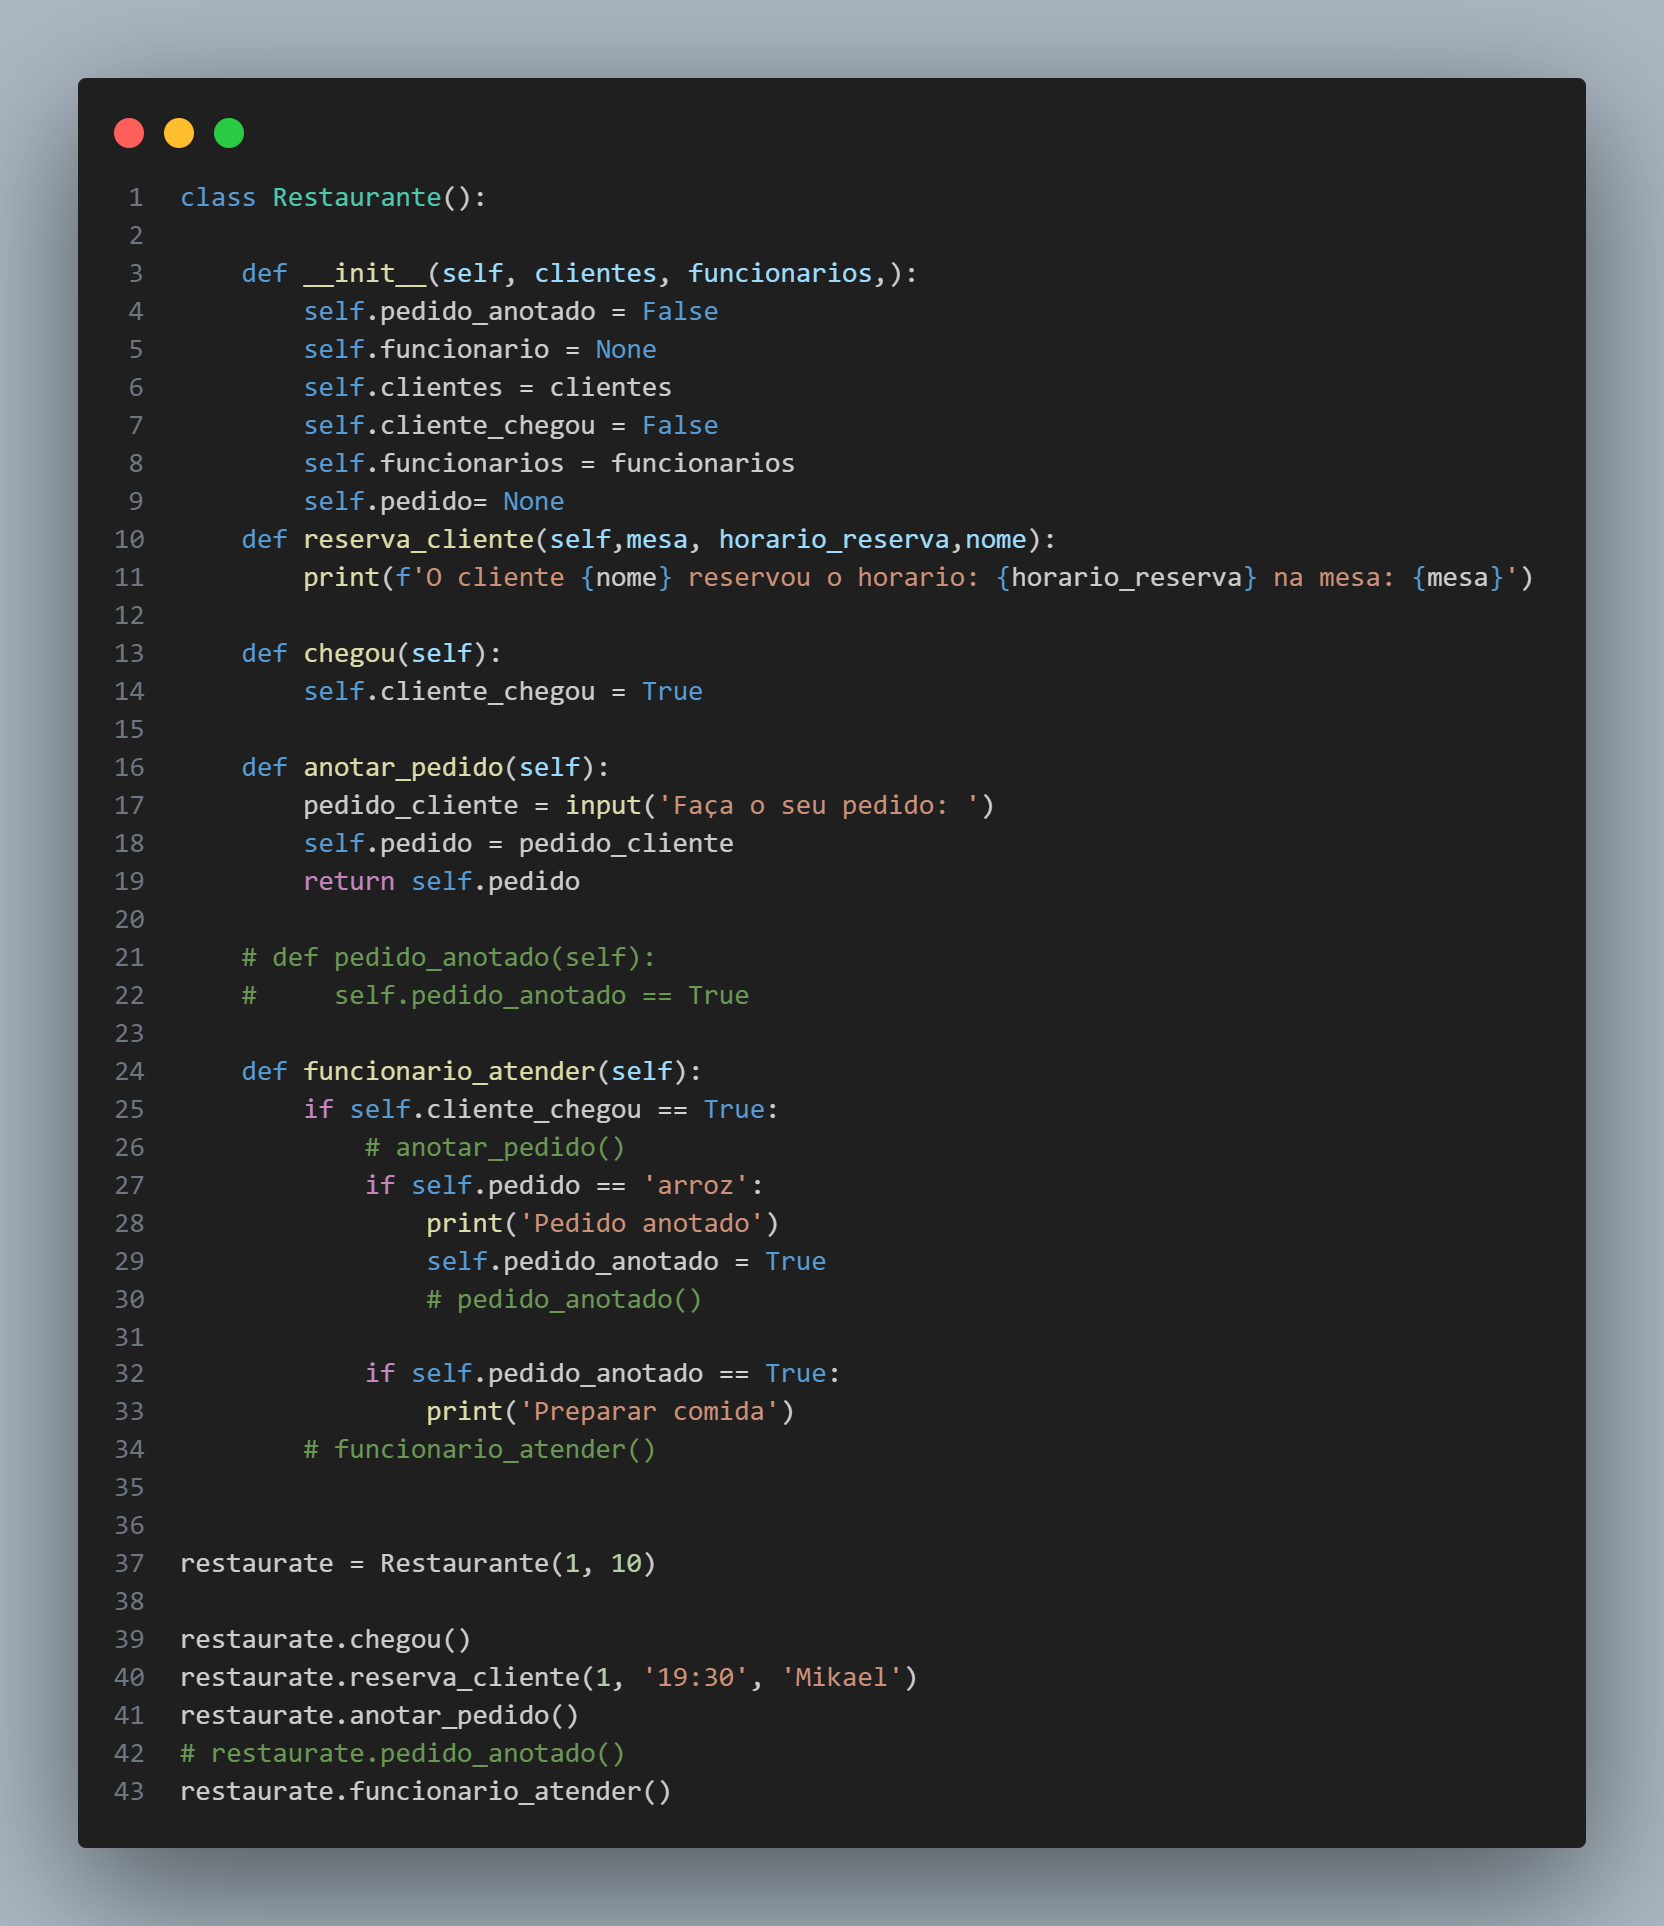 1 class Restaurante():
2
3     def __init__(self, clientes, funcionarios,):
4         self.pedido_anotado = False
5         self.funcionario = None
6         self.clientes = clientes
7         self.cliente_chegou = False
8         self.funcionarios = funcionarios
9         self.pedido= None
10     def reserva_cliente(self,mesa, horario_reserva,nome):
11         print(f'O cliente {nome} reservou o horario: {horario_reserva} na mesa: {mesa}')
12
13     def chegou(self):
14         self.cliente_chegou = True
15
16     def anotar_pedido(self):
17         pedido_cliente = input('Faça o seu pedido: ')
18         self.pedido = pedido_cliente
19         return self.pedido
20
21     # def pedido_anotado(self):
22     #     self.pedido_anotado == True
23
24     def funcionario_atender(self):
25         if self.cliente_chegou == True:
26             # anotar_pedido()
27             if self.pedido == 'arroz':
28                 print('Pedido anotado')
29                 self.pedido_anotado = True
30                 # pedido_anotado()
31
32             if self.pedido_anotado == True:
33                 print('Preparar comida')
34         # funcionario_atender()
35
36
37 restaurate = Restaurante(1, 10)
38
39 restaurate.chegou()
40 restaurate.reserva_cliente(1, '19:30', 'Mikael')
41 restaurate.anotar_pedido()
42 # restaurate.pedido_anotado()
43 restaurate.funcionario_atender()